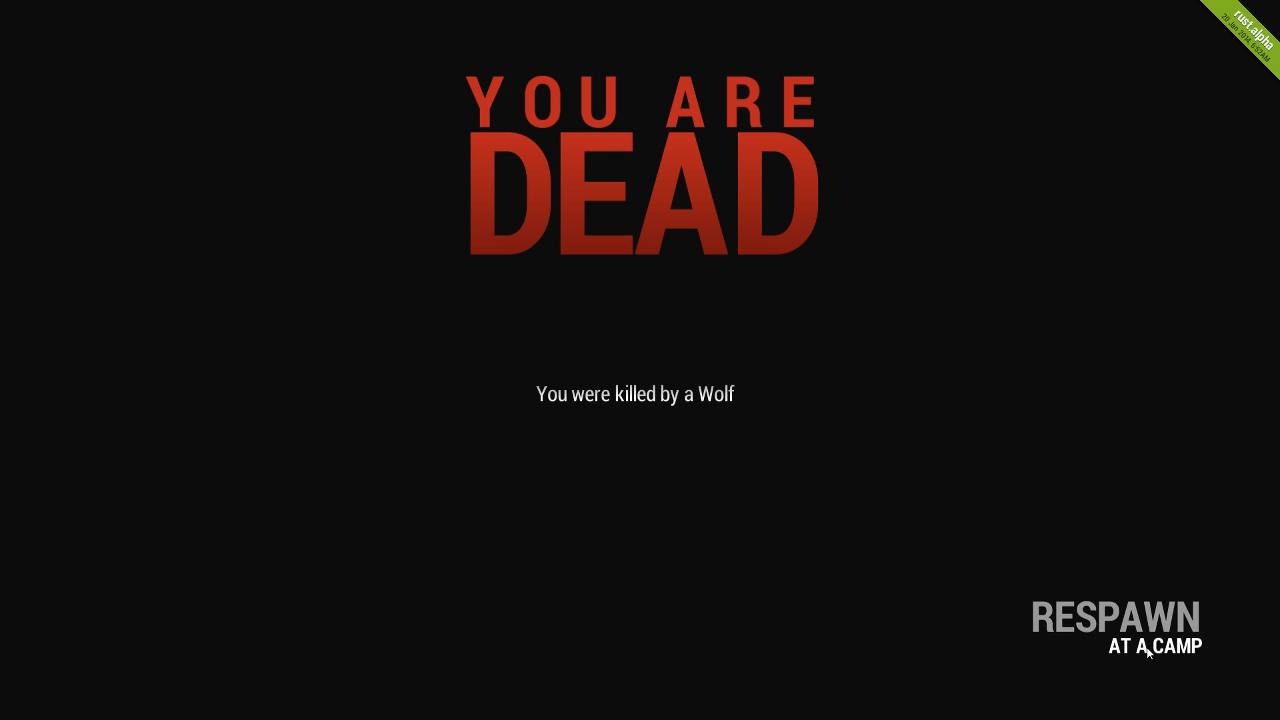 rust.alpha
YOU ARE
DEAD
You were killed by a Wolf
RESPAWN
AT A CAMP